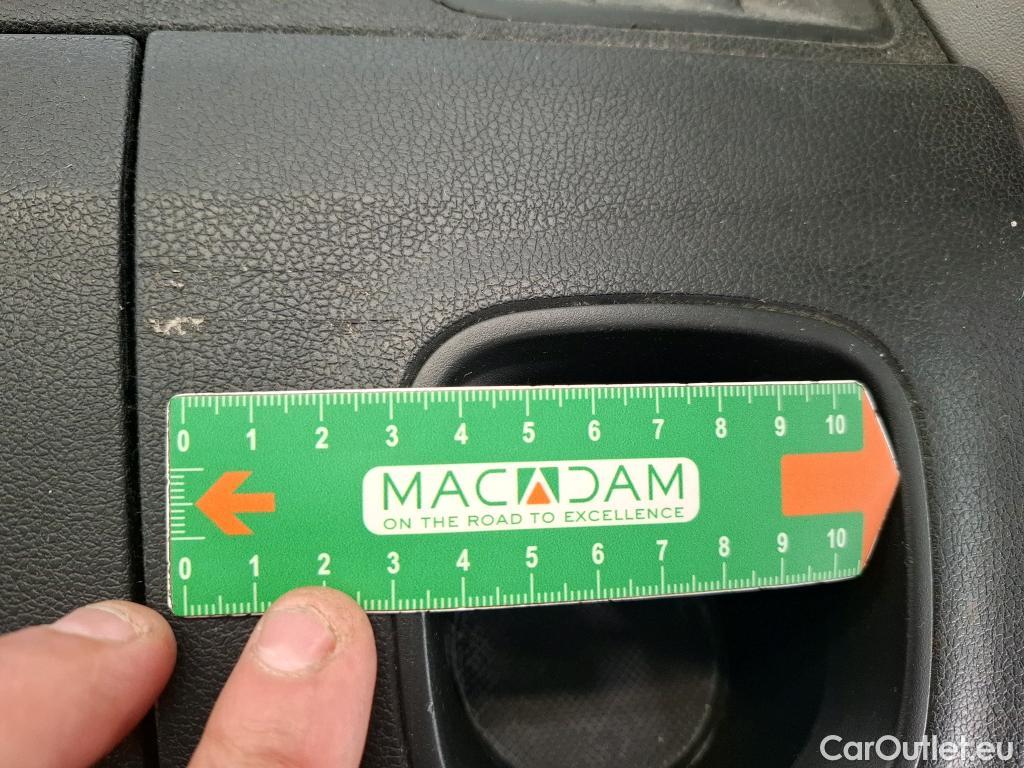 0 1 2 3 4 5 6 7 8 9 10
MACADAM
ON THE ROAD TO EXCELLENCE
0 1 2 3 4 5 6 7 8 9 10
CarOutlet.eu